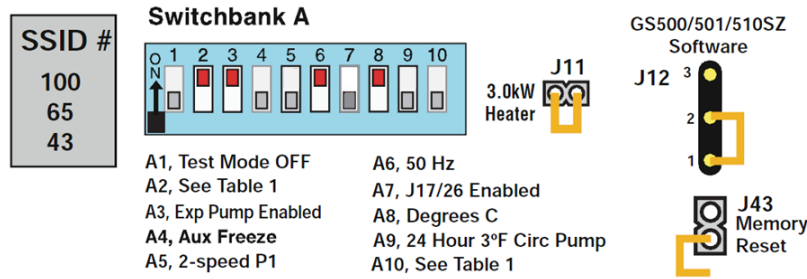 SSID #
100
65
43
Switchbank A
ON
1 2 3 4 5 6 7 8 9 10
A1, Test Mode OFF
A2, See Table 1
A3, Exp Pump Enabled
A4, Aux Freeze
A5, 2-speed P1
A6, 50 Hz
A7, J17/26 Enabled
A8, Degrees C
A9, 24 Hour 3ºF Circ Pump
A10, See Table 1
J11
3.0kW
Heater
GS500/501/510SZ
Software
J12
3
2
1
J43
Memory
Reset